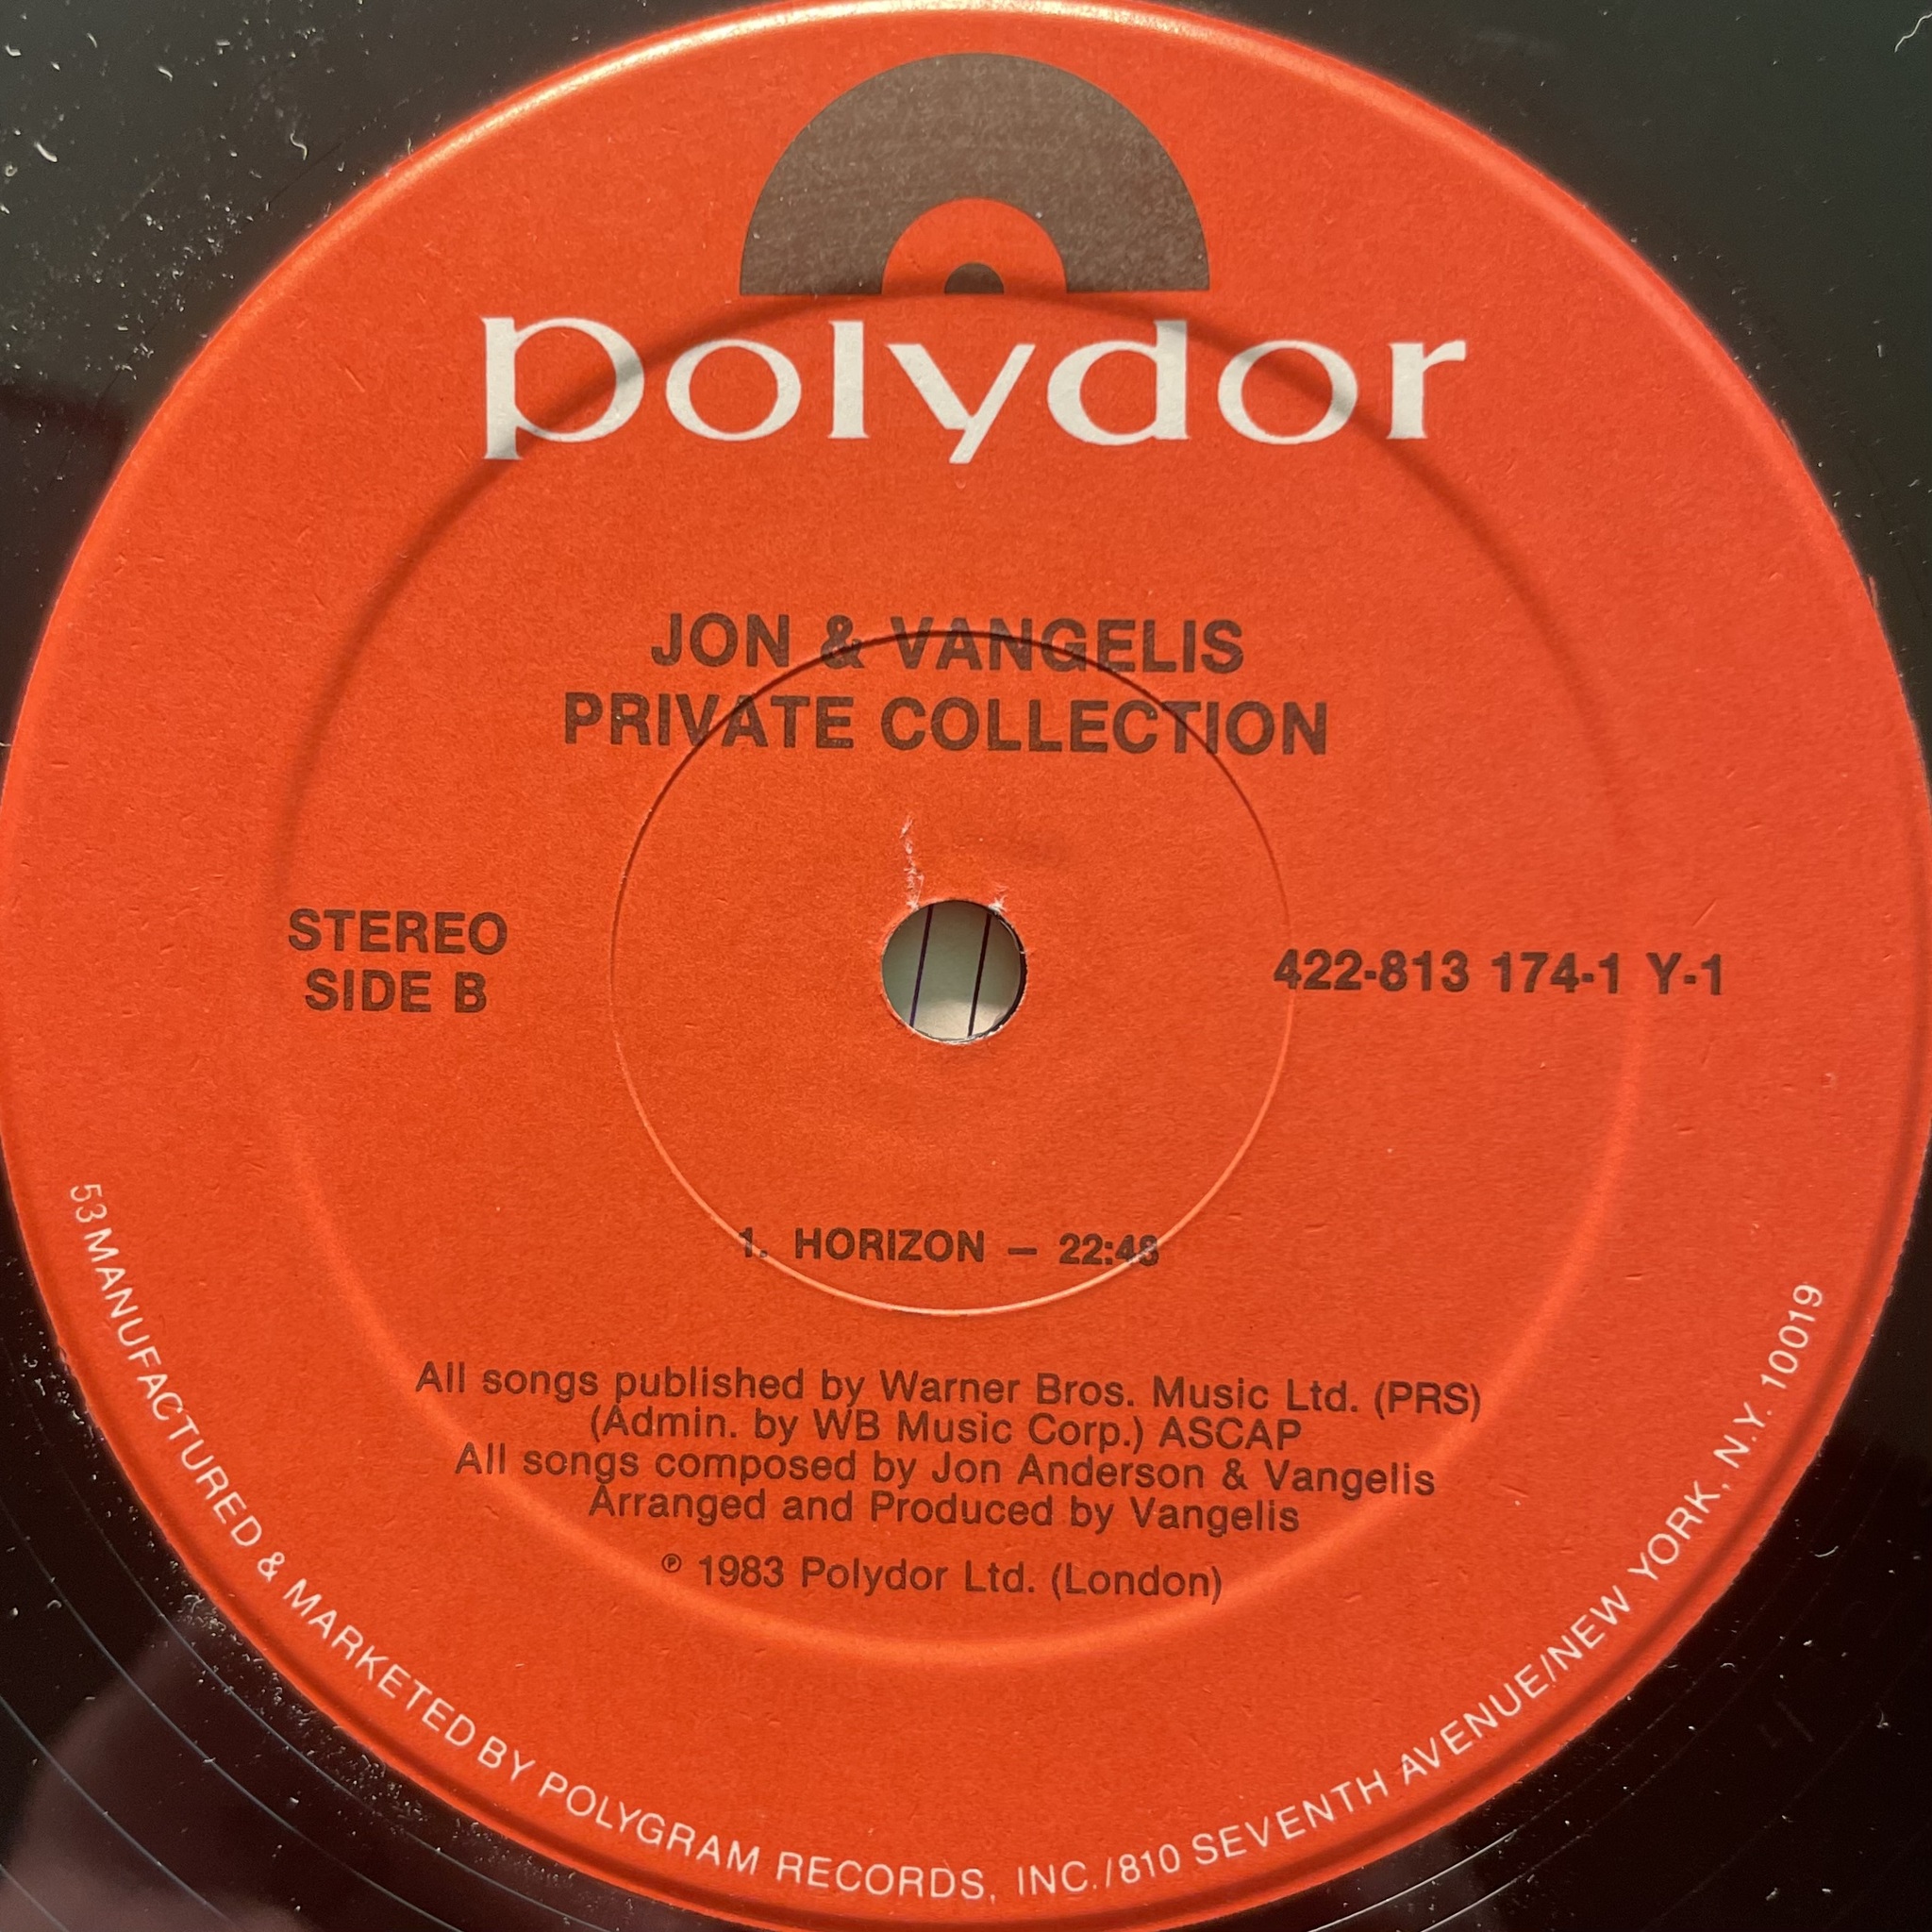 polydor
JON & VANGELIS
PRIVATE COLLECTION
STEREO
SIDE B
422-813 174-1 Y-1
1. HORIZON — 22:48
All songs published by Warner Bros. Music Ltd. (PRS)
(Admin. by WB Music Corp.) ASCAP
All songs composed by Jon Anderson & Vangelis
Arranged and Produced by Vangelis
℗ 1983 Polydor Ltd. (London)
53 MANUFACTURED & MARKETED BY POLYGRAM RECORDS, INC./810 SEVENTH AVENUE/NEW YORK, N.Y. 10019